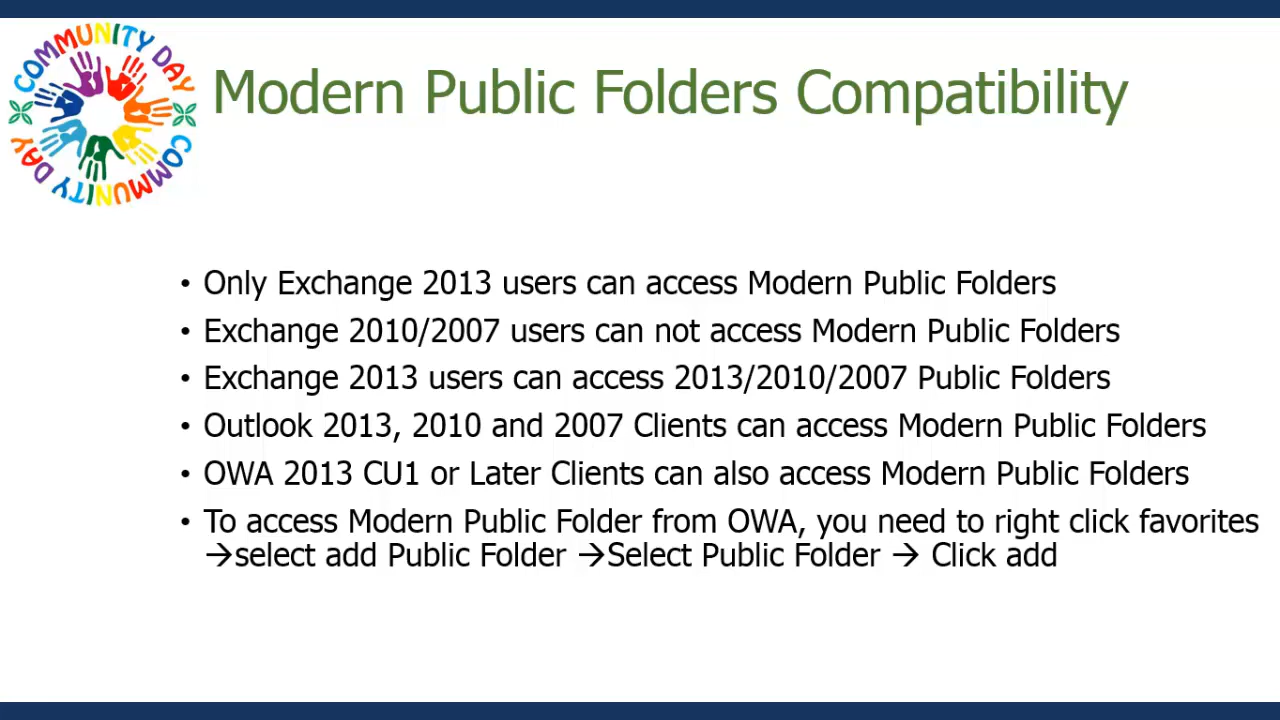 COMMUNITY DAY
COMMUNITY DAY
Modern Public Folders Compatibility
• Only Exchange 2013 users can access Modern Public Folders
• Exchange 2010/2007 users can not access Modern Public Folders
• Exchange 2013 users can access 2013/2010/2007 Public Folders
• Outlook 2013, 2010 and 2007 Clients can access Modern Public Folders
• OWA 2013 CU1 or Later Clients can also access Modern Public Folders
• To access Modern Public Folder from OWA, you need to right click favorites
→select add Public Folder →Select Public Folder → Click add